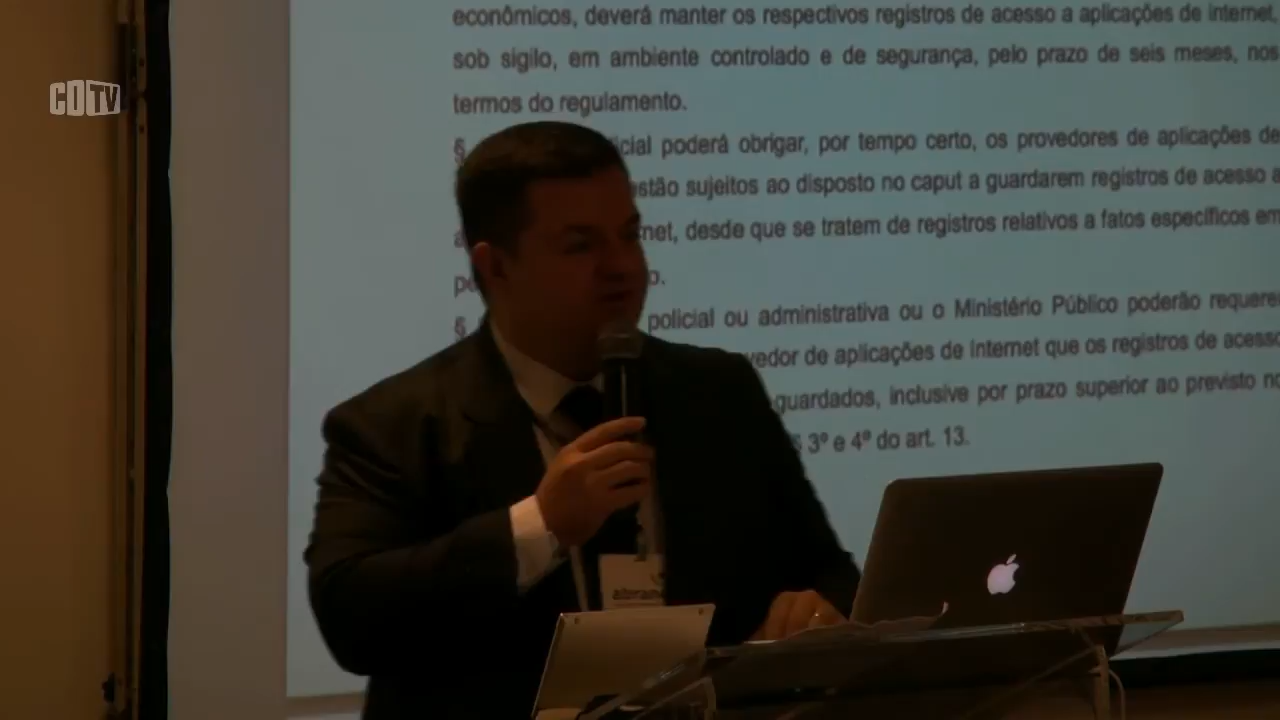 CDTV
econômicos, deverá manter os respectivos registros de acesso a aplicações de internet,
sob sigilo, em ambiente controlado e de segurança, pelo prazo de seis meses, nos
termos do regulamento.
§ poderá obrigar, por tempo certo, os provedores de aplicações de
sujeitos ao disposto no caput a guardarem registros de acesso a
desde que se tratem de registros relativos a fatos específicos em
§ policial ou administrativa ou o Ministério Público poderão requerer
de aplicações de Internet que os registros de acesso
guardados, inclusive por prazo superior ao previsto no
3º e 4º do art. 13.